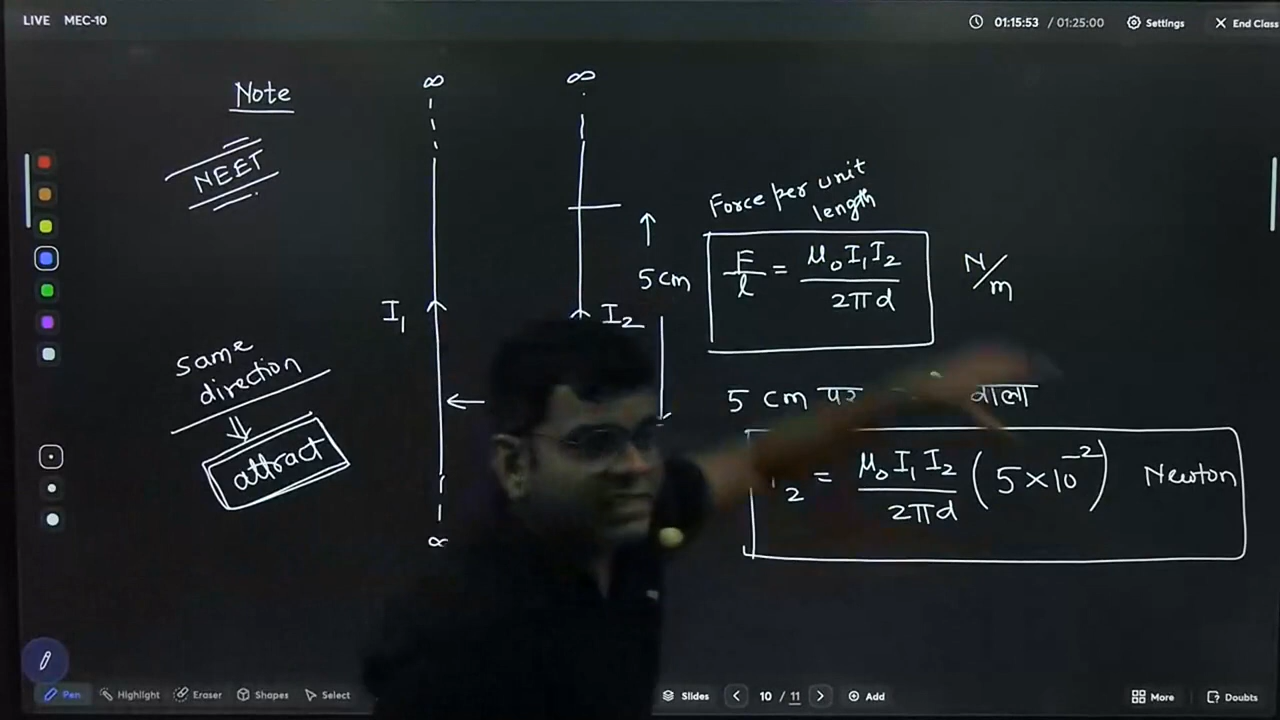 LIVE MEC-10
01:15:53 / 01:25:00 Settings End Class
Note
NEET
∞
∞
Force per unit
length
F/l = μ₀I₁I₂/2πd N/m
5 cm
I₁
I₂
same
direction
⇓
attract
5 cm पर वाला
₂ = μ₀I₁I₂/2πd (5×10⁻²) Newton
∝
Pen Highlight Eraser Shapes Select Slides 10 / 11 Add More Doubts